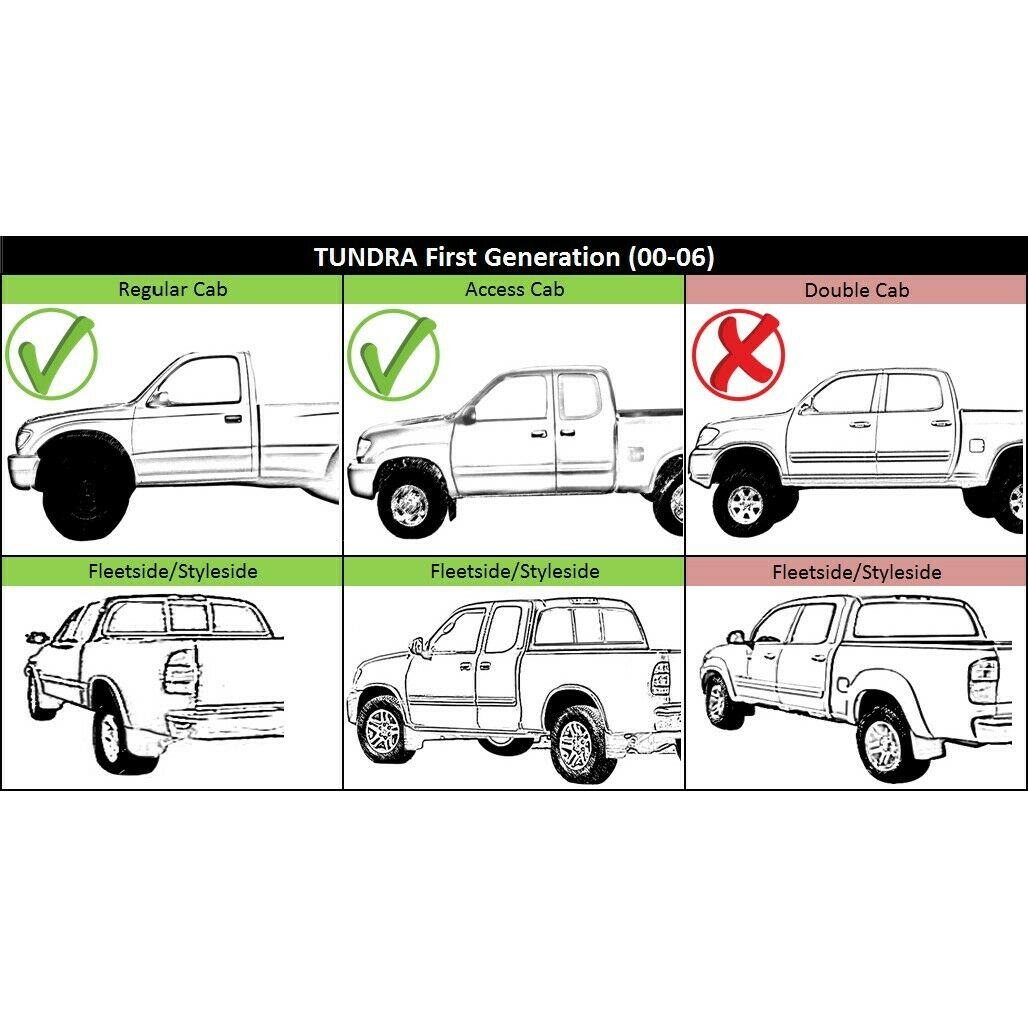 TUNDRA First Generation (00-06)
Regular Cab
Access Cab
Double Cab
Fleetside/Styleside
Fleetside/Styleside
Fleetside/Styleside